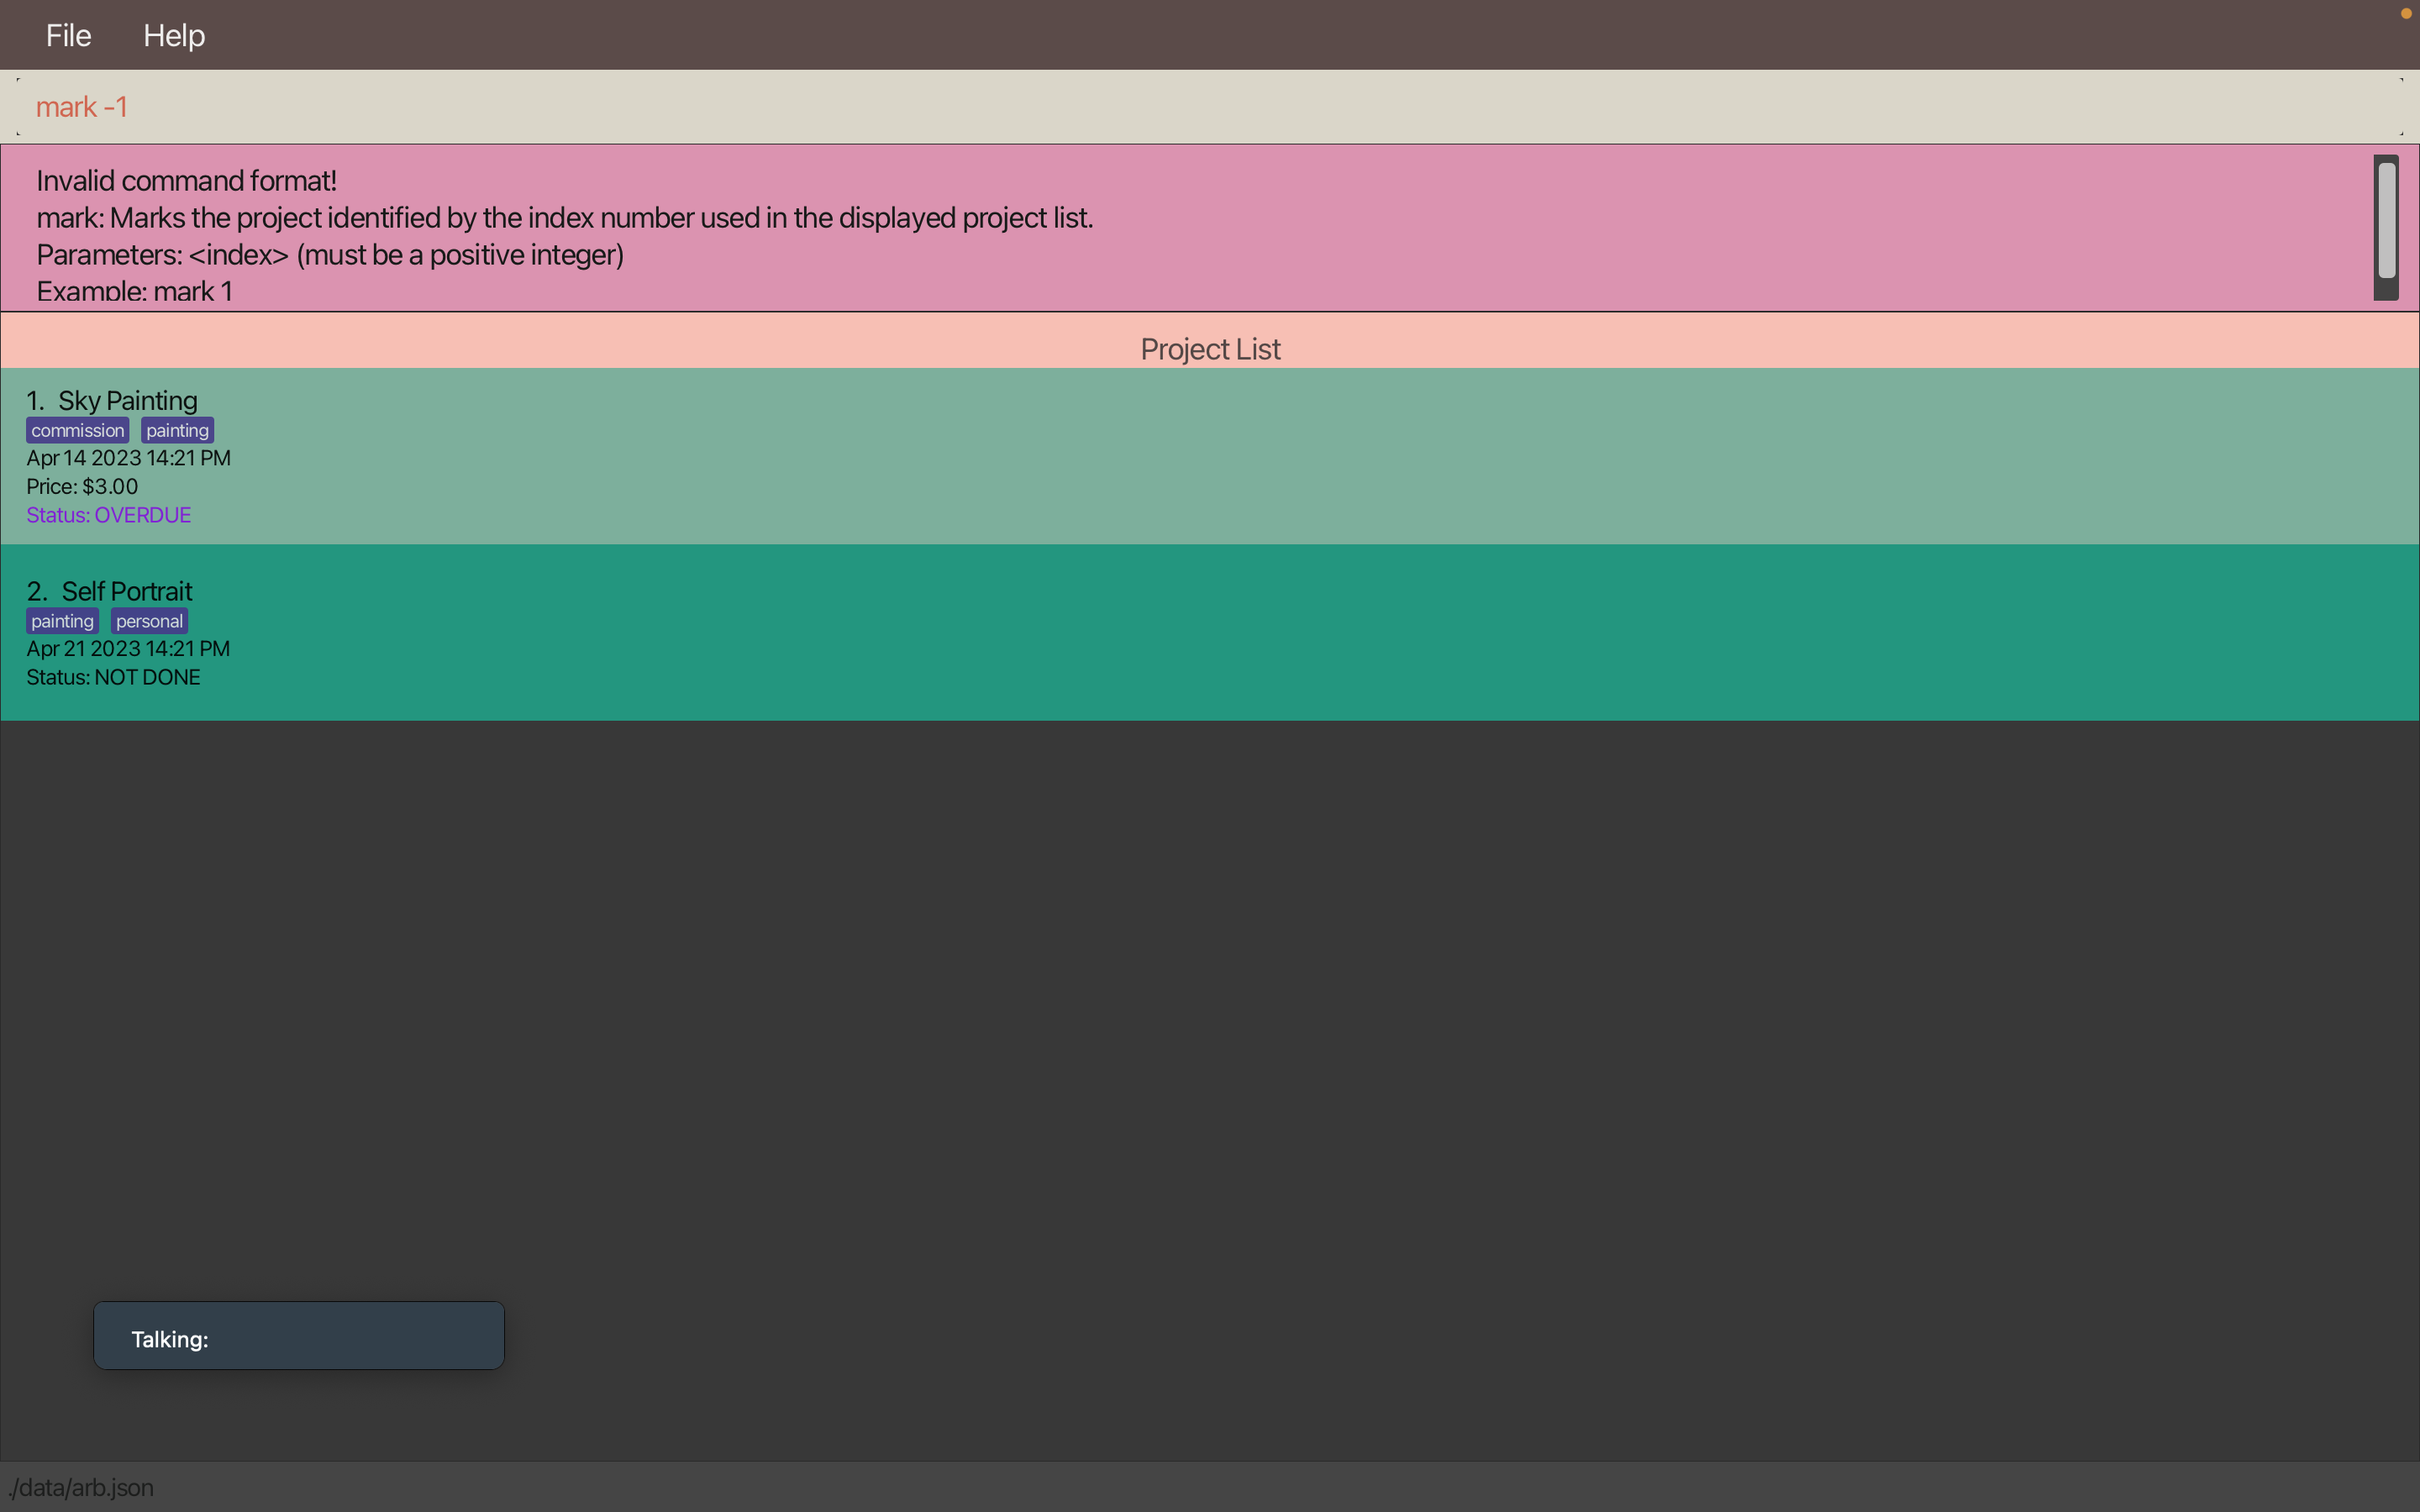 File Help
mark -1
Invalid command format!
mark: Marks the project identified by the index number used in the displayed project list.
Parameters: <index> (must be a positive integer)
Example: mark 1
Project List
1. Sky Painting
commission painting
Apr 14 2023 14:21 PM
Price: $3.00
Status: OVERDUE
2. Self Portrait
painting personal
Apr 21 2023 14:21 PM
Status: NOT DONE
Talking:
./data/arb.json